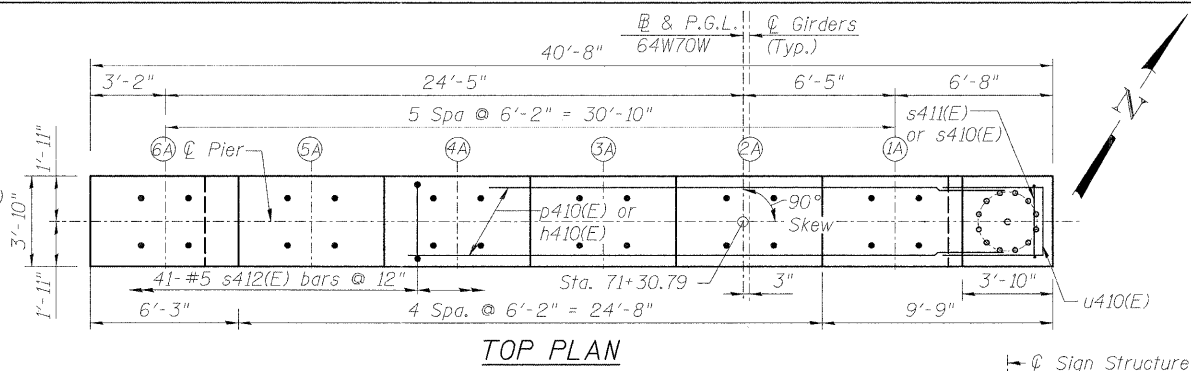 ℄ & P.G.L.
64W70W
℄ Girders
(Typ.)
40'-8"
3'-2"
24'-5"
6'-5"
6'-8"
5 Spa @ 6'-2" = 30'-10"
s411(E)
or s410(E)
N
6A
℄ Pier
5A
4A
3A
2A
1A
1'-11"
3'-10"
1'-11"
p410(E) or
h410(E)
90°
Skew
41-#5 s412(E) bars @ 12"
Sta. 71+30.79
3"
3'-10"
u410(E)
6'-3"
4 Spa. @ 6'-2" = 24'-8"
9'-9"
TOP PLAN
℄ Sign Structure